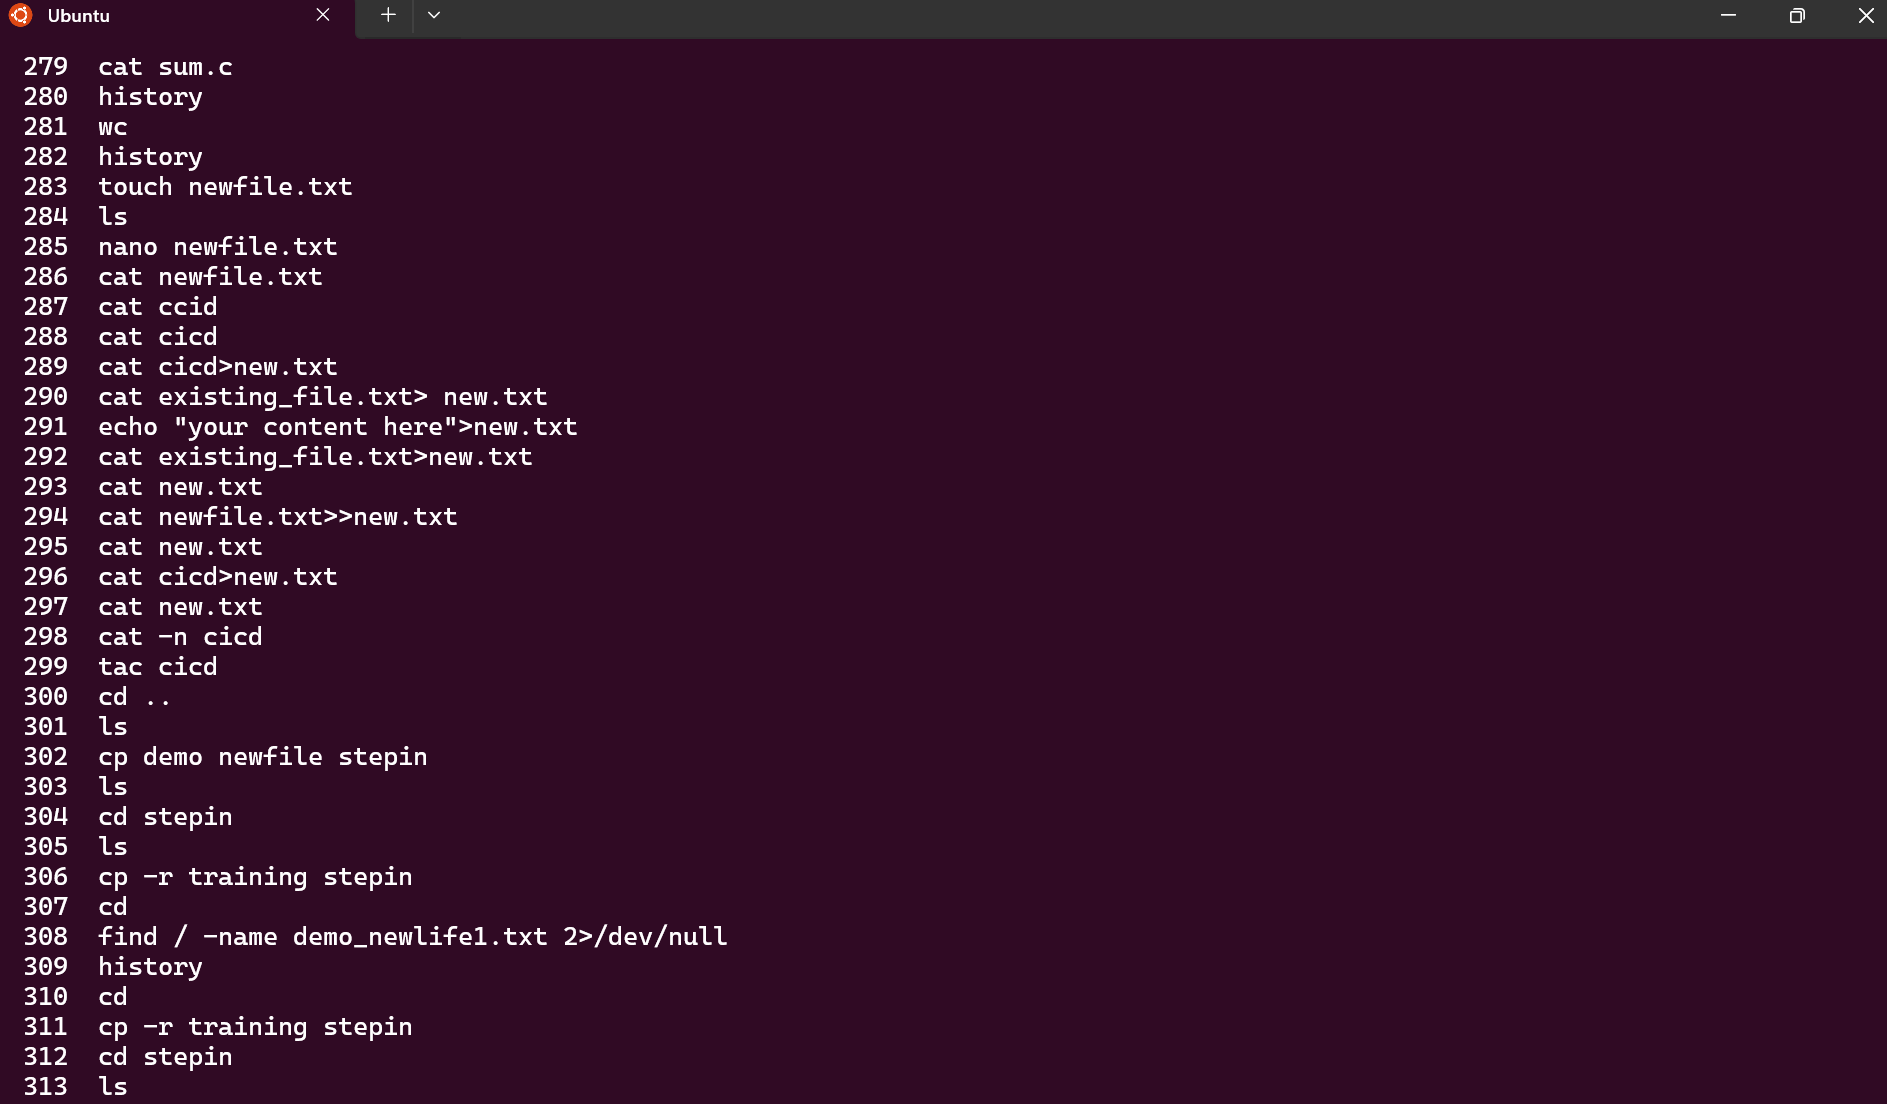 Ubuntu
279 cat sum.c
280 history
281 wc
282 history
283 touch newfile.txt
284 ls
285 nano newfile.txt
286 cat newfile.txt
287 cat ccid
288 cat cicd
289 cat cicd>new.txt
290 cat existing_file.txt> new.txt
291 echo "your content here">new.txt
292 cat existing_file.txt>new.txt
293 cat new.txt
294 cat newfile.txt>>new.txt
295 cat new.txt
296 cat cicd>new.txt
297 cat new.txt
298 cat -n cicd
299 tac cicd
300 cd ..
301 ls
302 cp demo newfile stepin
303 ls
304 cd stepin
305 ls
306 cp -r training stepin
307 cd
308 find / -name demo_newlife1.txt 2>/dev/null
309 history
310 cd
311 cp -r training stepin
312 cd stepin
313 ls